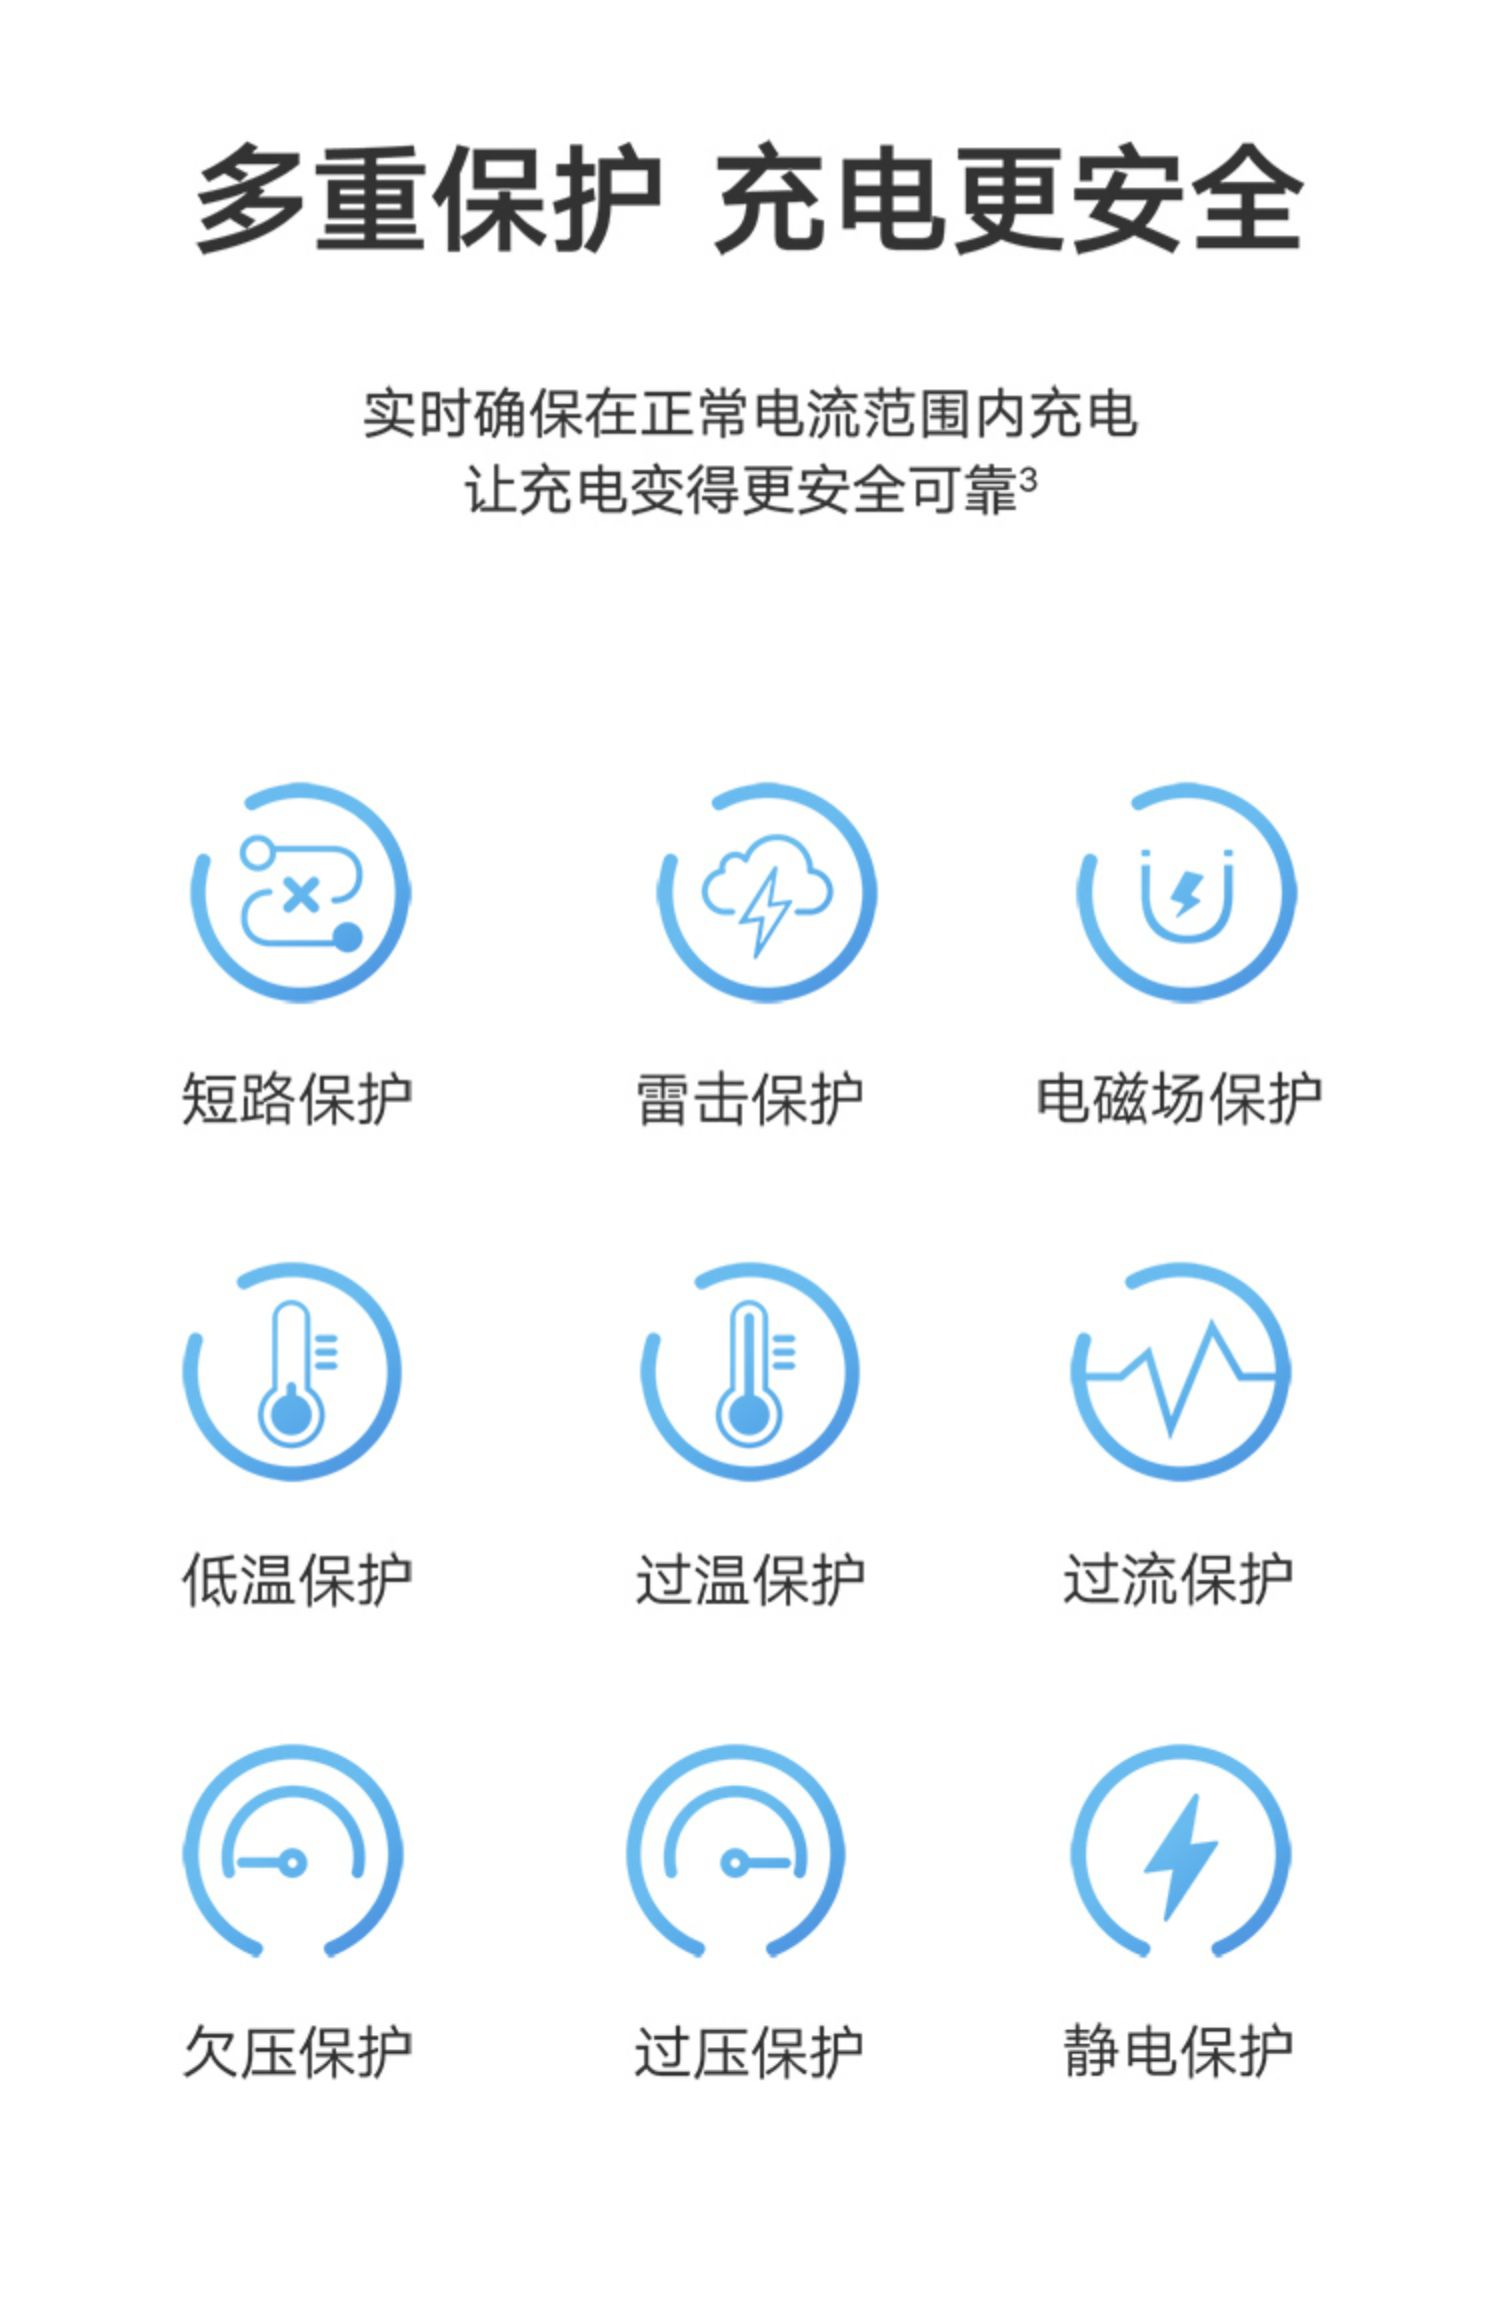 多重保护 充电更安全
实时确保在正常电流范围内充电
让充电变得更安全可靠³
短路保护
雷击保护
电磁场保护
低温保护
过温保护
过流保护
欠压保护
过压保护
静电保护